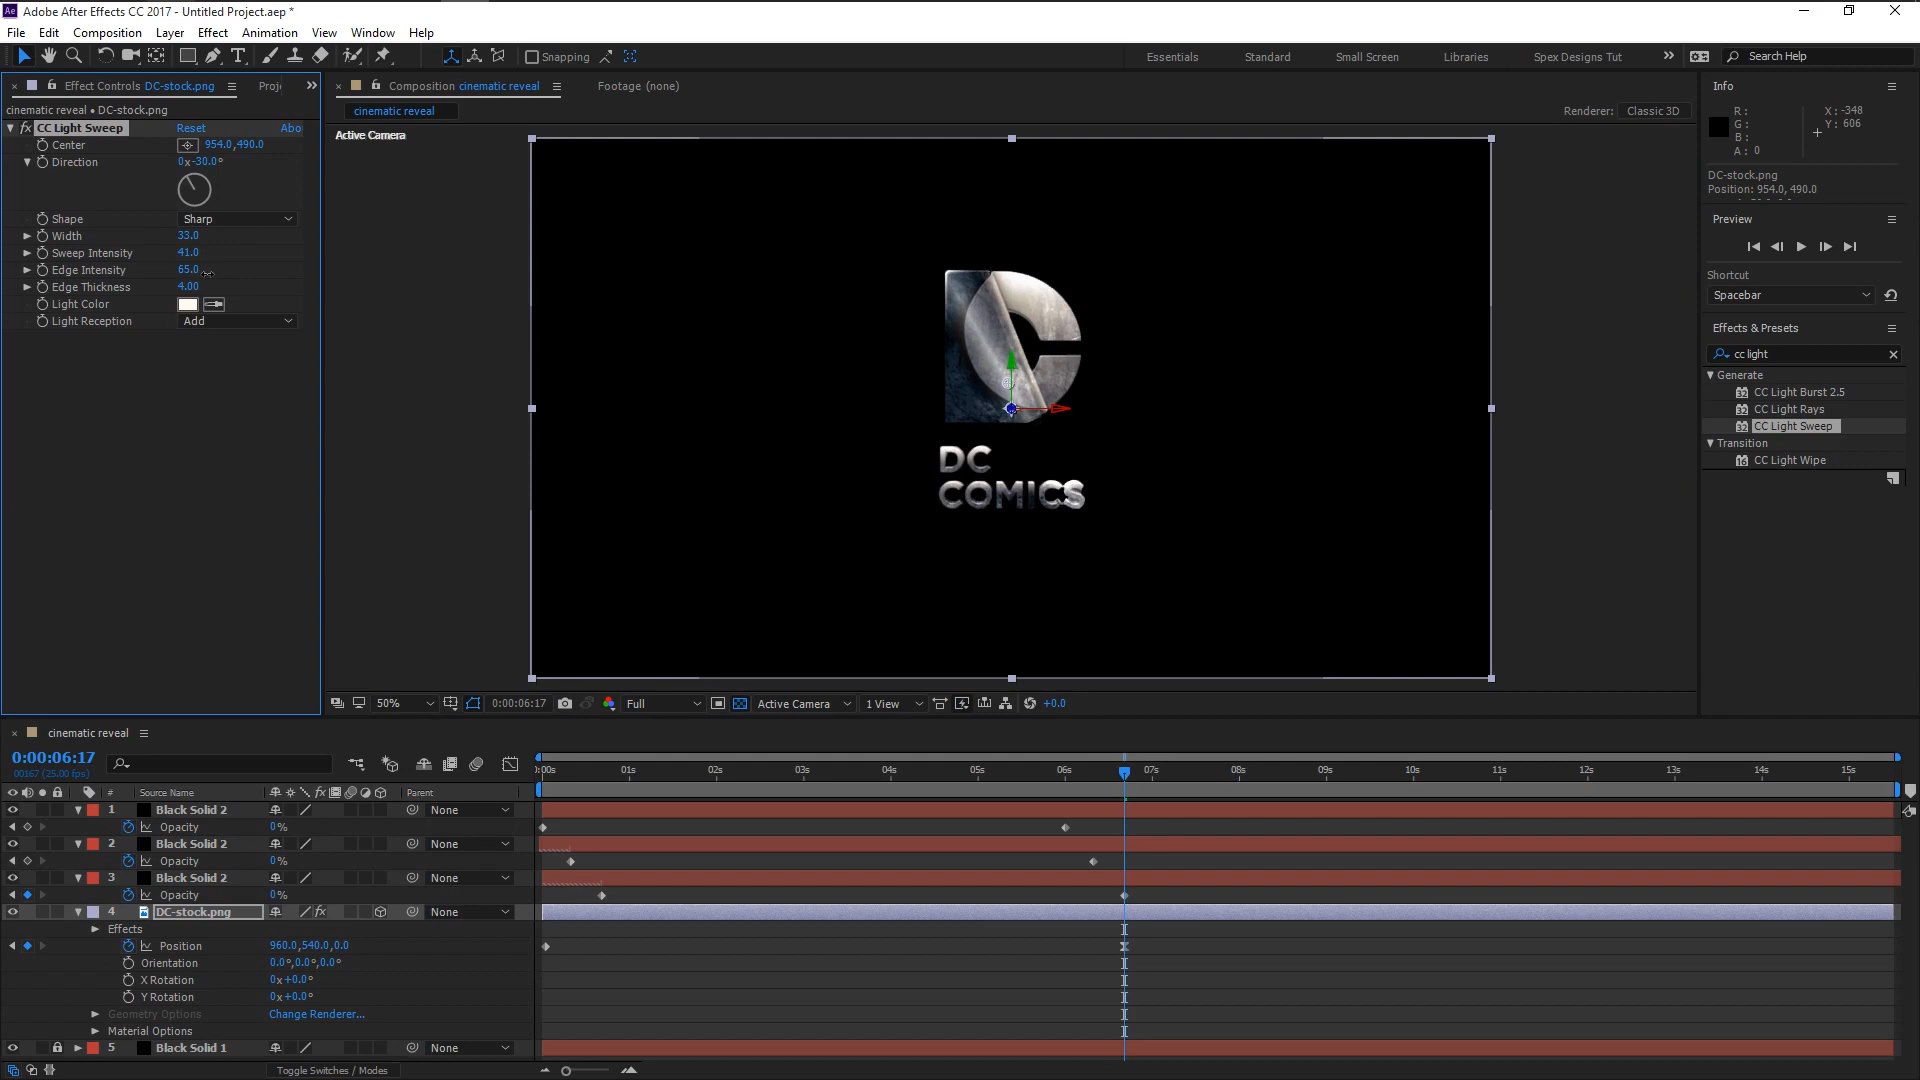 Adobe After Effects CC 2017 - Untitled Project.aep *
File Edit Composition Layer Effect Animation View Window Help
Snapping
Essentials Standard Small Screen Libraries Spex Designs Tut
Search Help
Effect Controls DC-stock.png
cinematic reveal • DC-stock.png
fx CC Light Sweep Reset
Center 954.0,490.0
Direction 0x-30.0°
Shape Sharp
Width 33.0
Sweep Intensity 41.0
Edge Intensity 65.0
Edge Thickness 4.00
Light Color
Light Reception Add
Composition cinematic reveal
Footage (none)
cinematic reveal
Renderer: Classic 3D
Active Camera
DC
COMICS
50% 0:00:06:17 Full Active Camera 1 View +0.0
Info
R :
G :
B :
A : 0
X : -348
Y : 606
DC-stock.png
Position: 954.0, 490.0
Preview
Shortcut
Spacebar
Effects & Presets
cc light
Generate
CC Light Burst 2.5
CC Light Rays
CC Light Sweep
Transition
CC Light Wipe
cinematic reveal
0:00:06:17
00167 (25.00 fps)
01s 02s 03s 04s 05s 06s 07s 08s 09s 10s 11s 12s 13s 14s 15s
# Source Name Parent
1 Black Solid 2 None
Opacity 0%
2 Black Solid 2 None
Opacity 0%
3 Black Solid 2 None
Opacity 0%
4 DC-stock.png fx None
Effects
Position 960.0,540.0,0.0
Orientation 0.0°,0.0°,0.0°
X Rotation 0x+0.0°
Y Rotation 0x+0.0°
Geometry Options Change Renderer...
Material Options
5 Black Solid 1 None
Toggle Switches / Modes